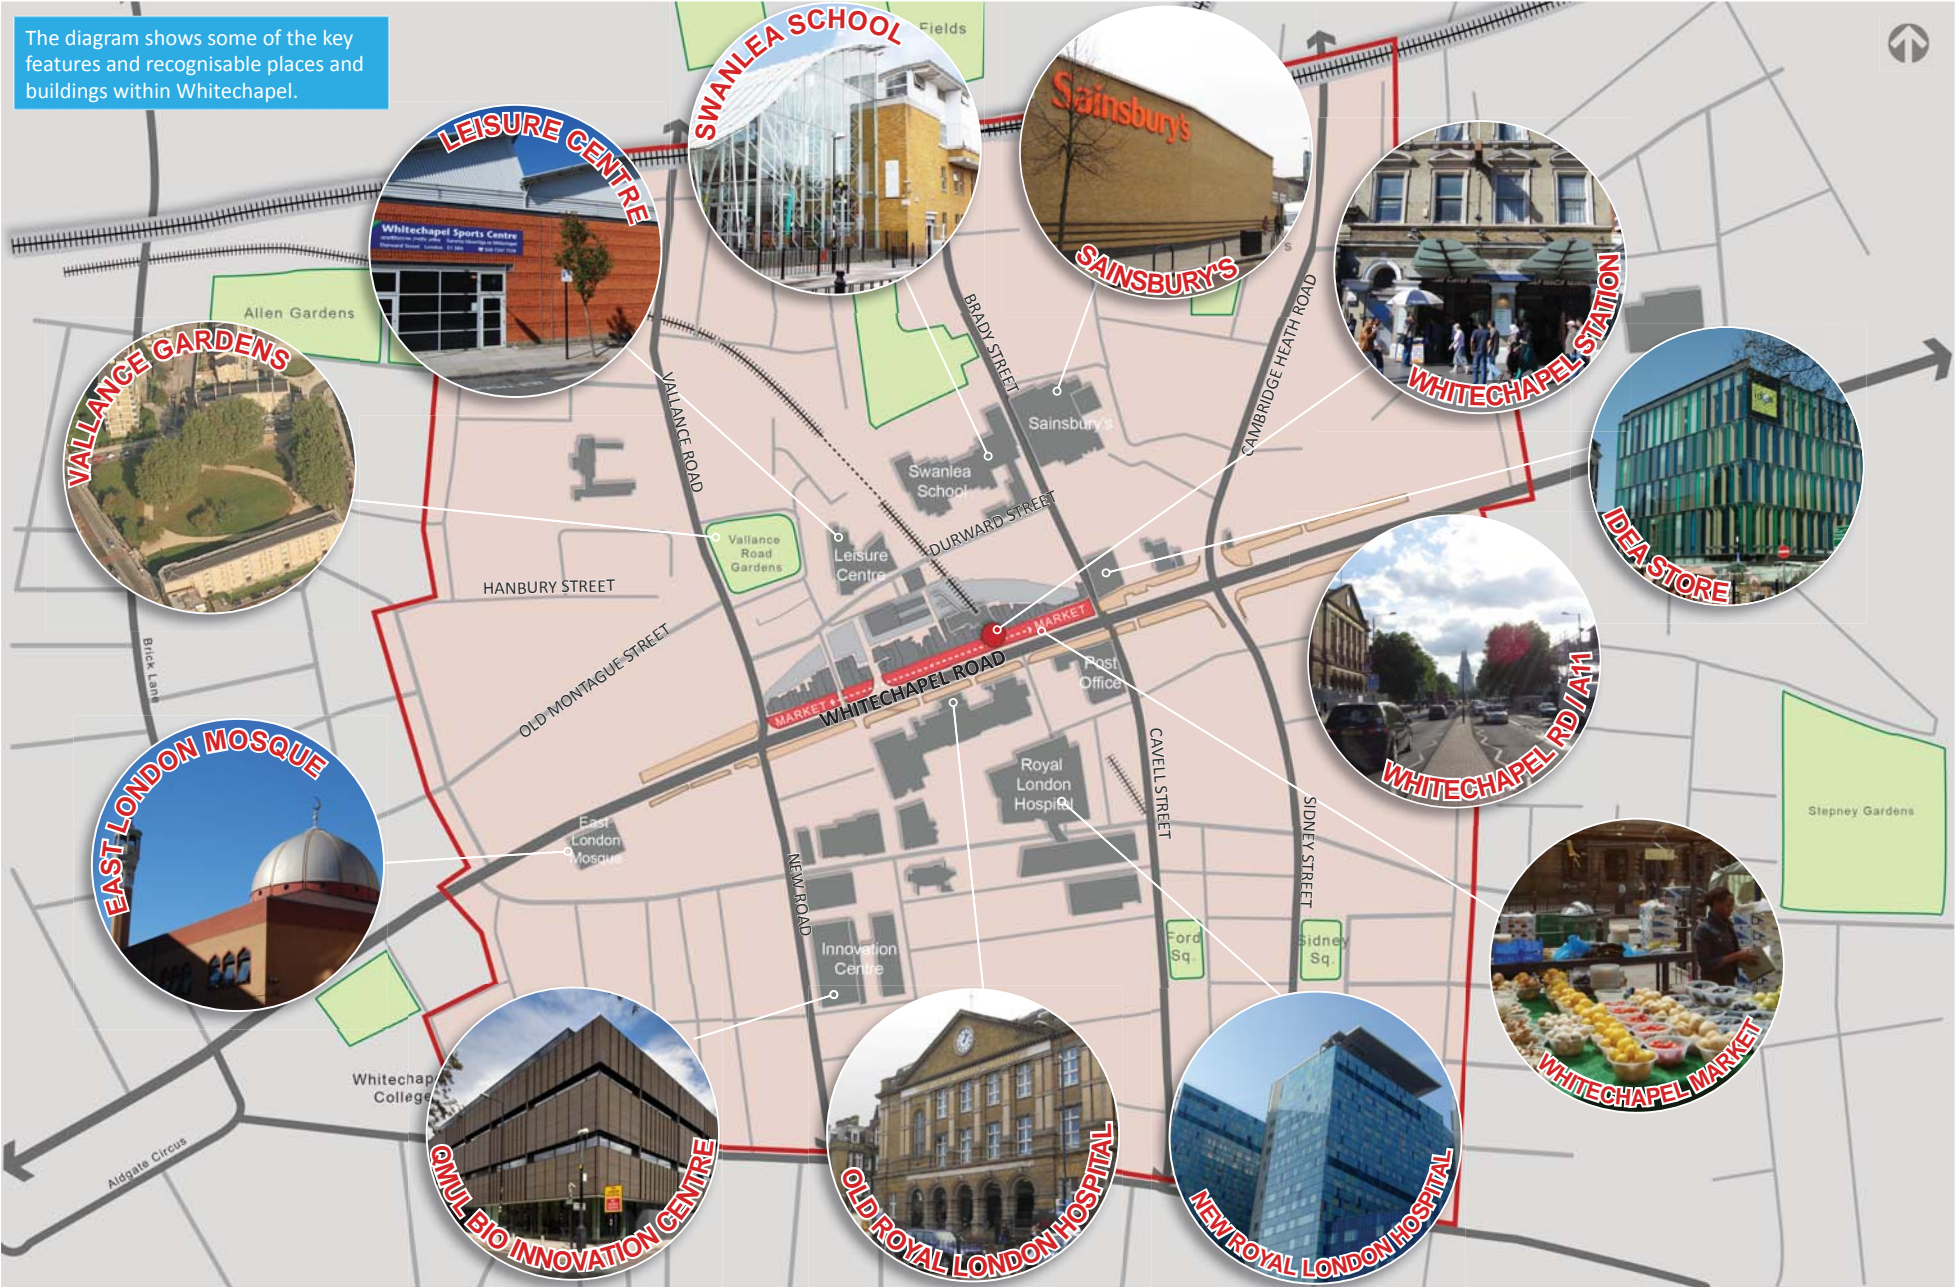 The diagram shows some of the key
features and recognisable places and
buildings within Whitechapel.
SWANLEA SCHOOL
Fields
Sainsbury's
SAINSBURY'S
LEISURE CENTRE
Whitechapel Sports Centre
WHITECHAPEL STATION
Allen Gardens
VALLANCE GARDENS
BRADY STREET
CAMBRIDGE HEATH ROAD
VALLANCE ROAD
Sainsbury's
Swanlea
School
IDEA STORE
DURWARD STREET
Vallance
Road
Gardens
Leisure
Centre
HANBURY STREET
MARKET
OLD MONTAGUE STREET
WHITECHAPEL ROAD
MARKET
Post
Office
Brick Lane
WHITECHAPEL RD / A11
EAST LONDON MOSQUE
CAVELL STREET
Royal
London
Hospital
SIDNEY STREET
Stepney Gardens
East
London
Mosque
NEW ROAD
Innovation
Centre
Ford
Sq.
Sidney
Sq.
WHITECHAPEL MARKET
Whitechap
College
Aldgate Circus
QMUL BIO INNOVATION CENTRE
OLD ROYAL LONDON HOSPITAL
NEW ROYAL LONDON HOSPITAL